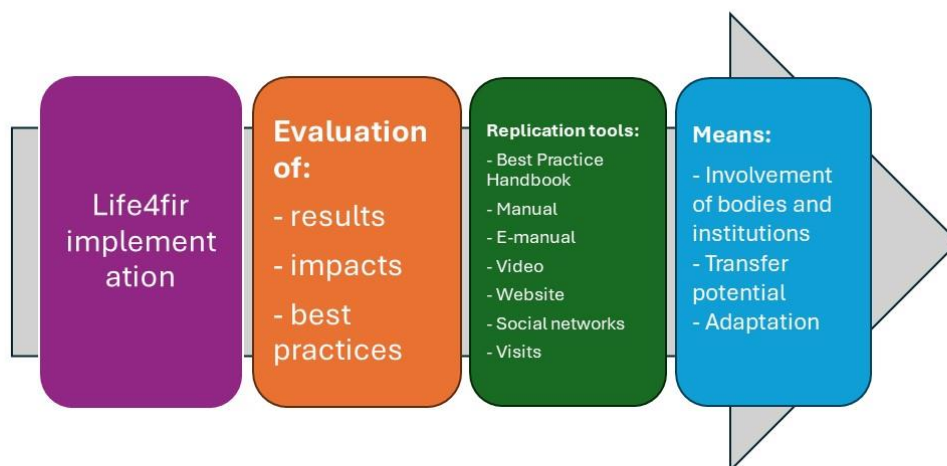 Life4fir
implement
ation
Evaluation
of:
- results
- impacts
- best
practices
Replication tools:
- Best Practice
Handbook
- Manual
- E-manual
- Video
- Website
- Social networks
- Visits
Means:
- Involvement
of bodies and
institutions
- Transfer
potential
- Adaptation